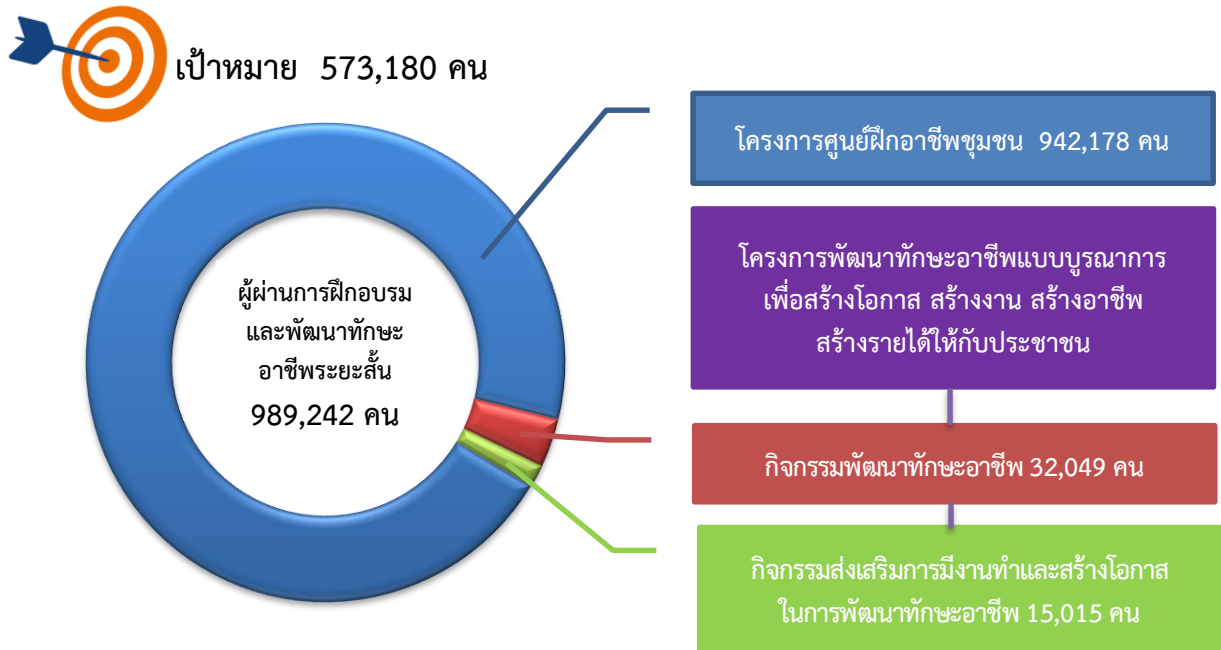 เป้าหมาย 573,180 คน
ผู้ผ่านการฝึกอบรม
และพัฒนาทักษะ
อาชีพระยะสั้น
989,242 คน
โครงการศูนย์ฝึกอาชีพชุมชน 942,178 คน
โครงการพัฒนาทักษะอาชีพแบบบูรณาการ
เพื่อสร้างโอกาส สร้างงาน สร้างอาชีพ
สร้างรายได้ให้กับประชาชน
กิจกรรมพัฒนาทักษะอาชีพ 32,049 คน
กิจกรรมส่งเสริมการมีงานทำและสร้างโอกาส
ในการพัฒนาทักษะอาชีพ 15,015 คน